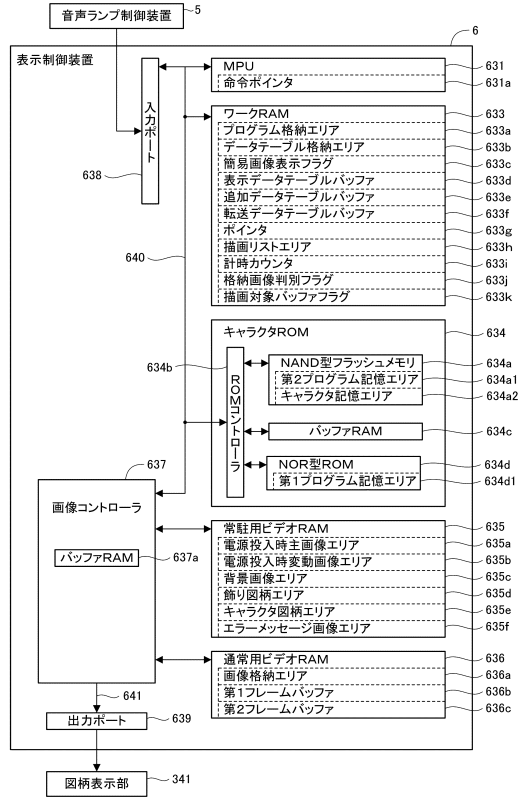 音声ランプ制御装置 5
6
表示制御装置
MPU 631
命令ポインタ 631a
入力ポート
638
ワークRAM 633
プログラム格納エリア 633a
データテーブル格納エリア 633b
簡易画像表示フラグ 633c
表示データテーブルバッファ 633d
追加データテーブルバッファ 633e
転送データテーブルバッファ 633f
ポインタ 633g
描画リストエリア 633h
計時カウンタ 633i
格納画像判別フラグ 633j
描画対象バッファフラグ 633k
640
キャラクタROM 634
634b
ROMコントローラ
NAND型フラッシュメモリ 634a
第2プログラム記憶エリア 634a1
キャラクタ記憶エリア 634a2
バッファRAM 634c
NOR型ROM 634d
第1プログラム記憶エリア 634d1
637
画像コントローラ
バッファRAM 637a
常駐用ビデオRAM 635
電源投入時主画像エリア 635a
電源投入時変動画像エリア 635b
背景画像エリア 635c
飾り図柄エリア 635d
キャラクタ図柄エリア 635e
エラーメッセージ画像エリア 635f
通常用ビデオRAM 636
画像格納エリア 636a
第1フレームバッファ 636b
第2フレームバッファ 636c
641
出力ポート 639
図柄表示部 341